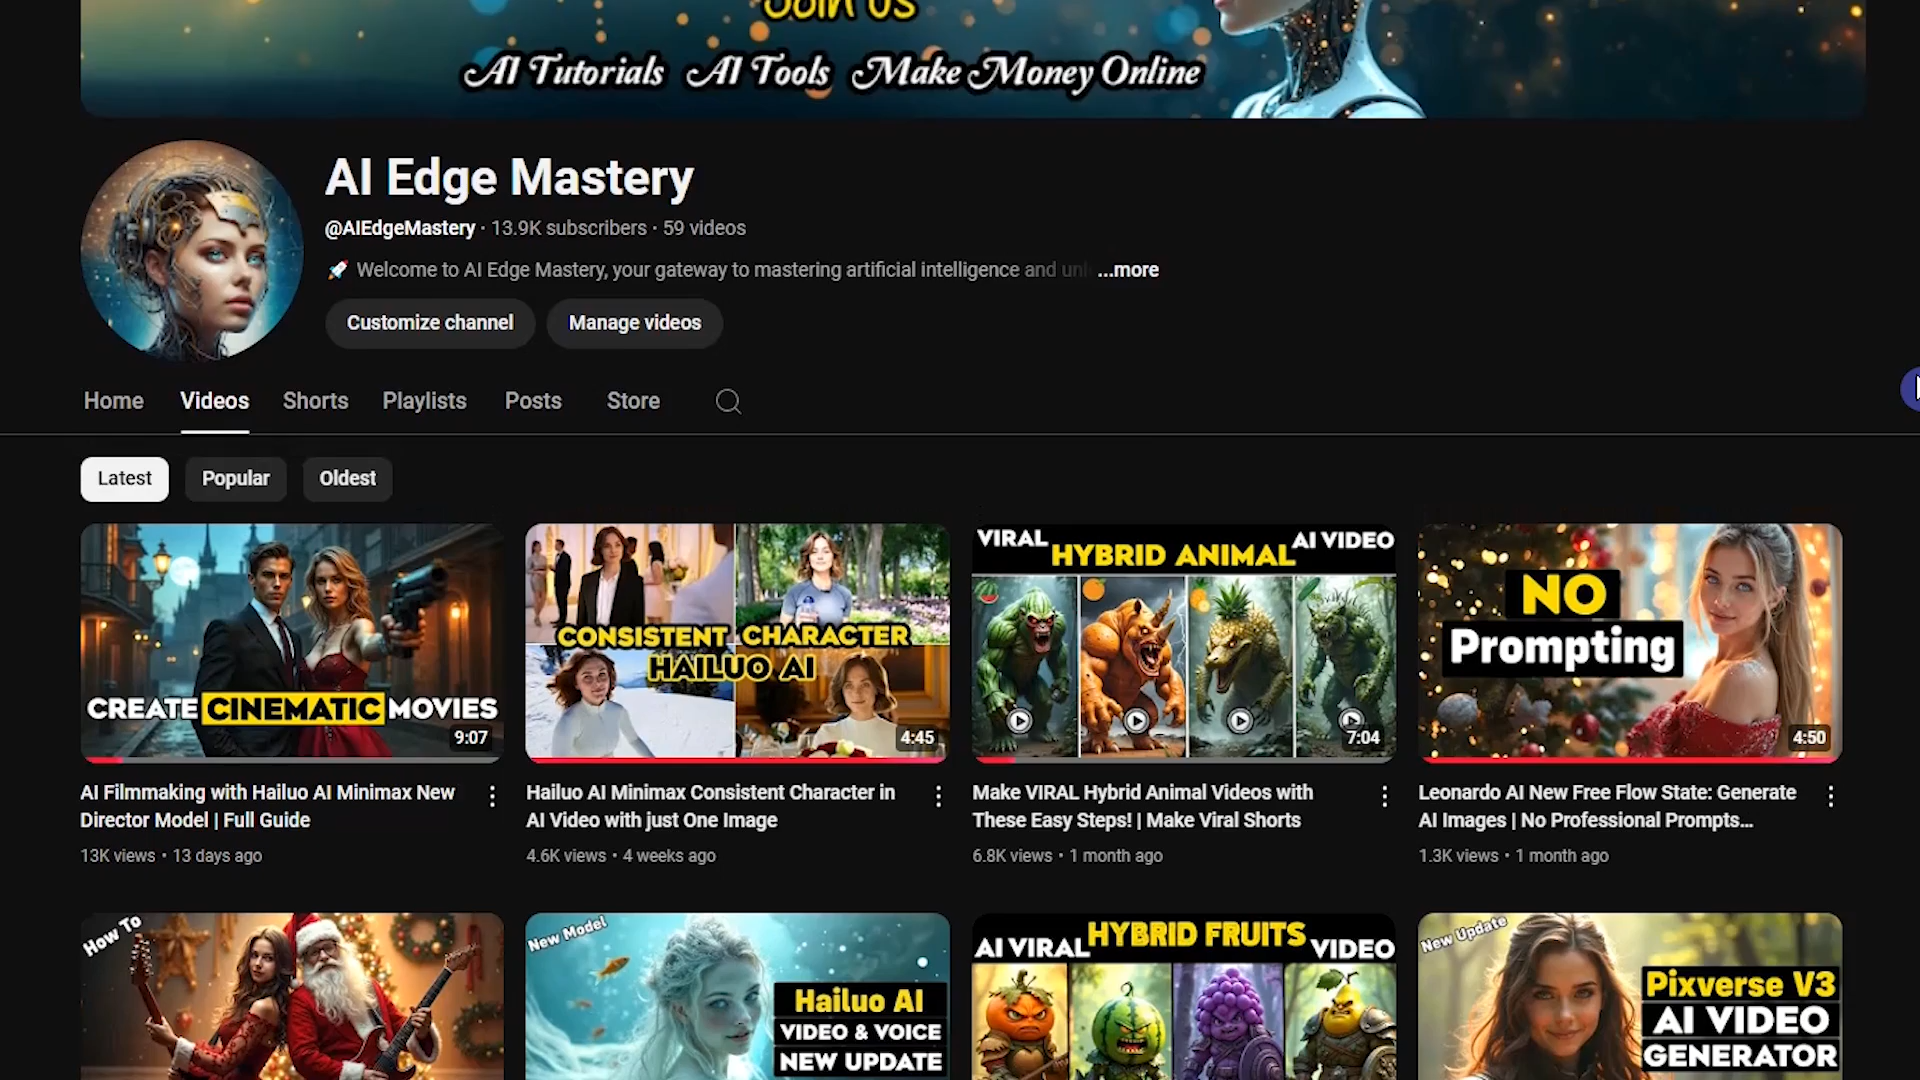 Join Us
AI Tutorials AI Tools Make Money Online
AI Edge Mastery
@AIEdgeMastery · 13.9K subscribers · 59 videos
🚀 Welcome to AI Edge Mastery, your gateway to mastering artificial intelligence and ...more
Customize channel
Manage videos
Home
Videos
Shorts
Playlists
Posts
Store
Latest
Popular
Oldest
CREATE CINEMATIC MOVIES
9:07
AI Filmmaking with Hailuo AI Minimax New
Director Model | Full Guide
13K views • 13 days ago
CONSISTENT CHARACTER
HAILUO AI
4:45
Hailuo AI Minimax Consistent Character in
AI Video with just One Image
4.6K views • 4 weeks ago
VIRAL HYBRID ANIMAL AI VIDEO
7:04
Make VIRAL Hybrid Animal Videos with
These Easy Steps! | Make Viral Shorts
6.8K views • 1 month ago
NO
Prompting
4:50
Leonardo AI New Free Flow State: Generate
AI Images | No Professional Prompts...
1.3K views • 1 month ago
How To
New Model
Hailuo AI
VIDEO & VOICE
NEW UPDATE
AI VIRAL HYBRID FRUITS VIDEO
New Update
Pixverse V3
AI VIDEO
GENERATOR